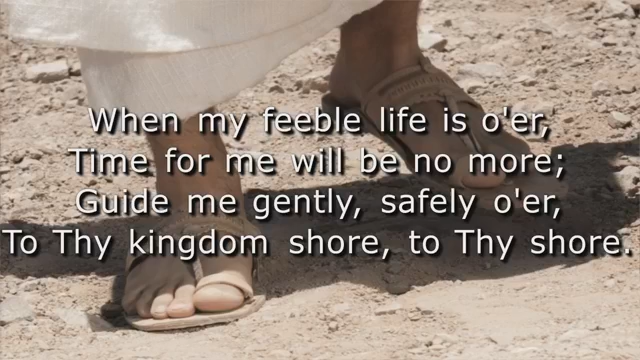 When my feeble life is o'er,
Time for me will be no more;
Guide me gently, safely o'er,
To Thy kingdom shore, to Thy shore.